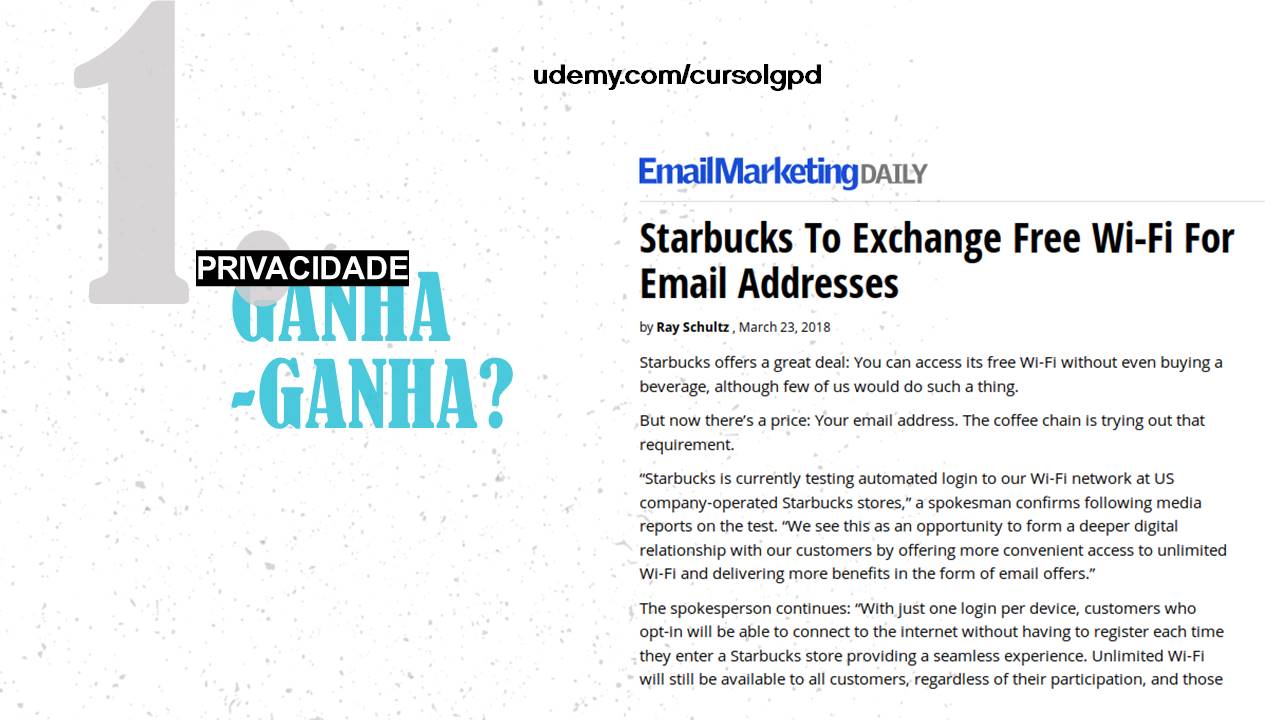 udemy.com/cursolgpd
1.
PRIVACIDADE
GANHA
-GANHA?
EmailMarketingDAILY
Starbucks To Exchange Free Wi-Fi For
Email Addresses
by Ray Schultz , March 23, 2018
Starbucks offers a great deal: You can access its free Wi-Fi without even buying a
beverage, although few of us would do such a thing.
But now there’s a price: Your email address. The coffee chain is trying out that
requirement.
“Starbucks is currently testing automated login to our Wi-Fi network at US
company-operated Starbucks stores,” a spokesman confirms following media
reports on the test. “We see this as an opportunity to form a deeper digital
relationship with our customers by offering more convenient access to unlimited
Wi-Fi and delivering more benefits in the form of email offers.”
The spokesperson continues: “With just one login per device, customers who
opt-in will be able to connect to the internet without having to register each time
they enter a Starbucks store providing a seamless experience. Unlimited Wi-Fi
will still be available to all customers, regardless of their participation, and those